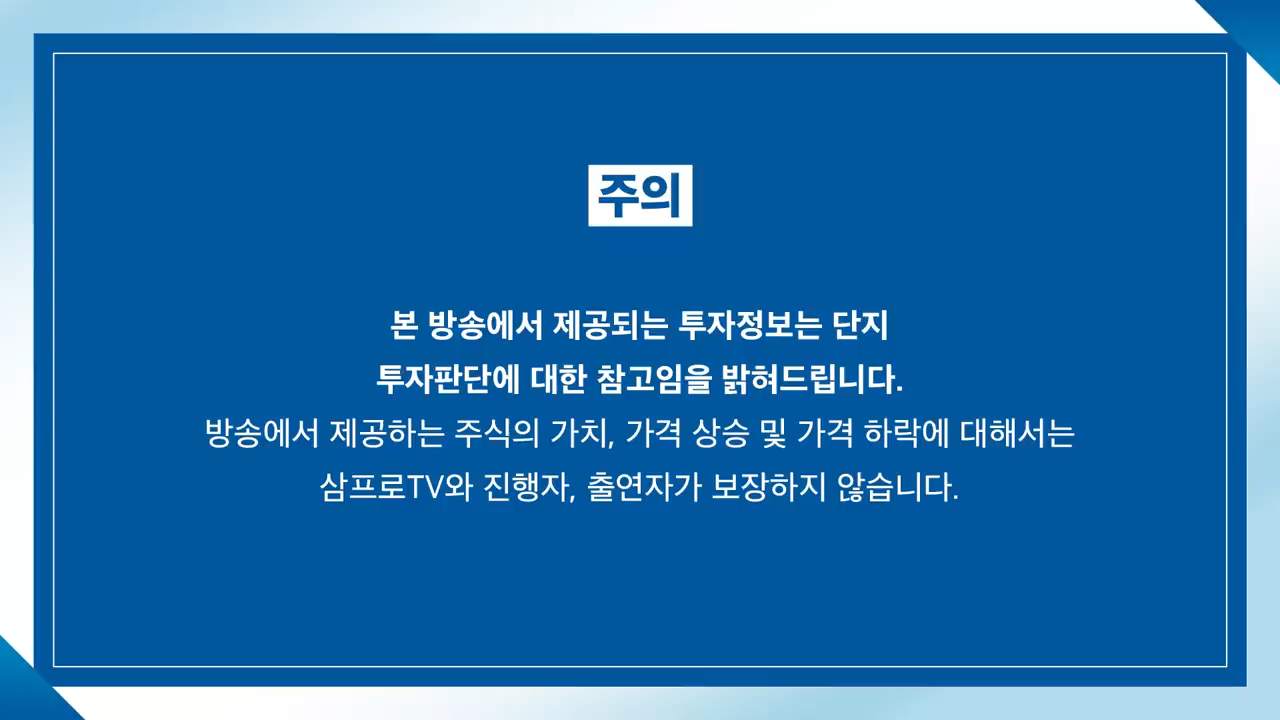 주의
본 방송에서 제공되는 투자정보는 단지
투자판단에 대한 참고임을 밝혀드립니다.
방송에서 제공하는 주식의 가치, 가격 상승 및 가격 하락에 대해서는
삼프로TV와 진행자, 출연자가 보장하지 않습니다.